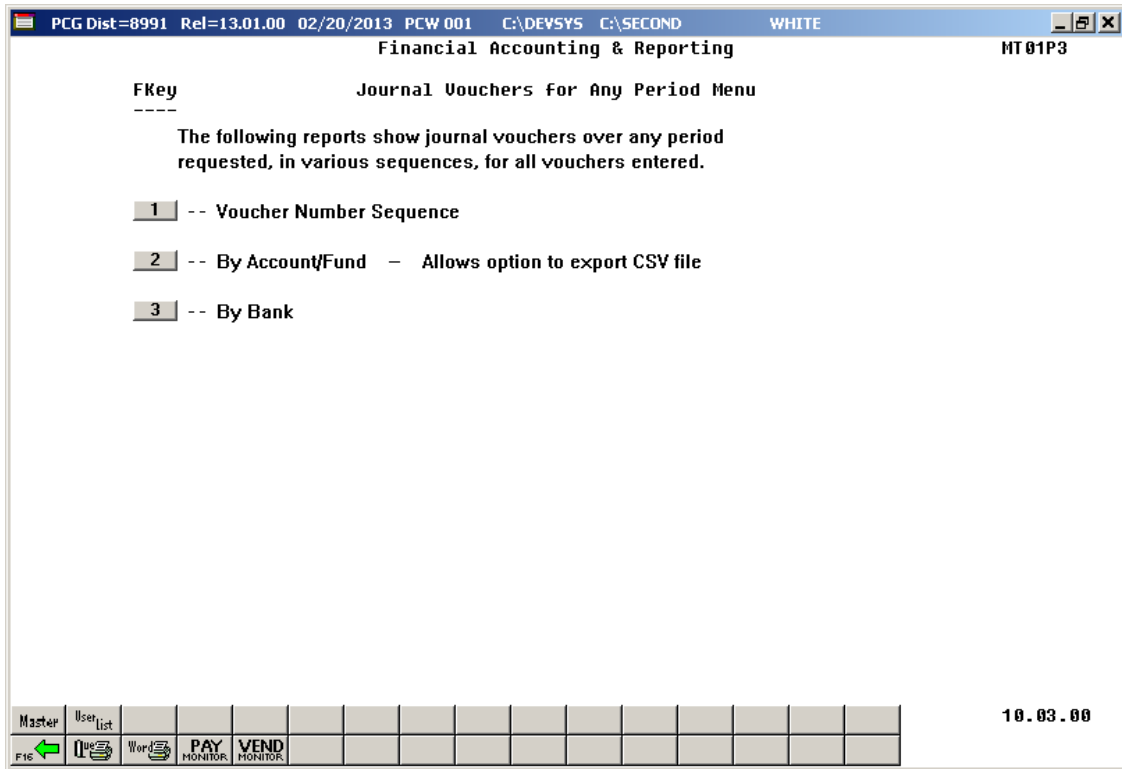 PCG Dist=8991 Rel=13.01.00 02/20/2013 PCW 001 C:\DEVSYS C:\SECOND WHITE
Financial Accounting & Reporting MT01P3
FKey Journal Vouchers for Any Period Menu
----
The following reports show journal vouchers over any period
requested, in various sequences, for all vouchers entered.
1 -- Voucher Number Sequence
2 -- By Account/Fund – Allows option to export CSV file
3 -- By Bank
Master User List 10.03.00
F16 Que Word PAY MONITOR VEND MONITOR